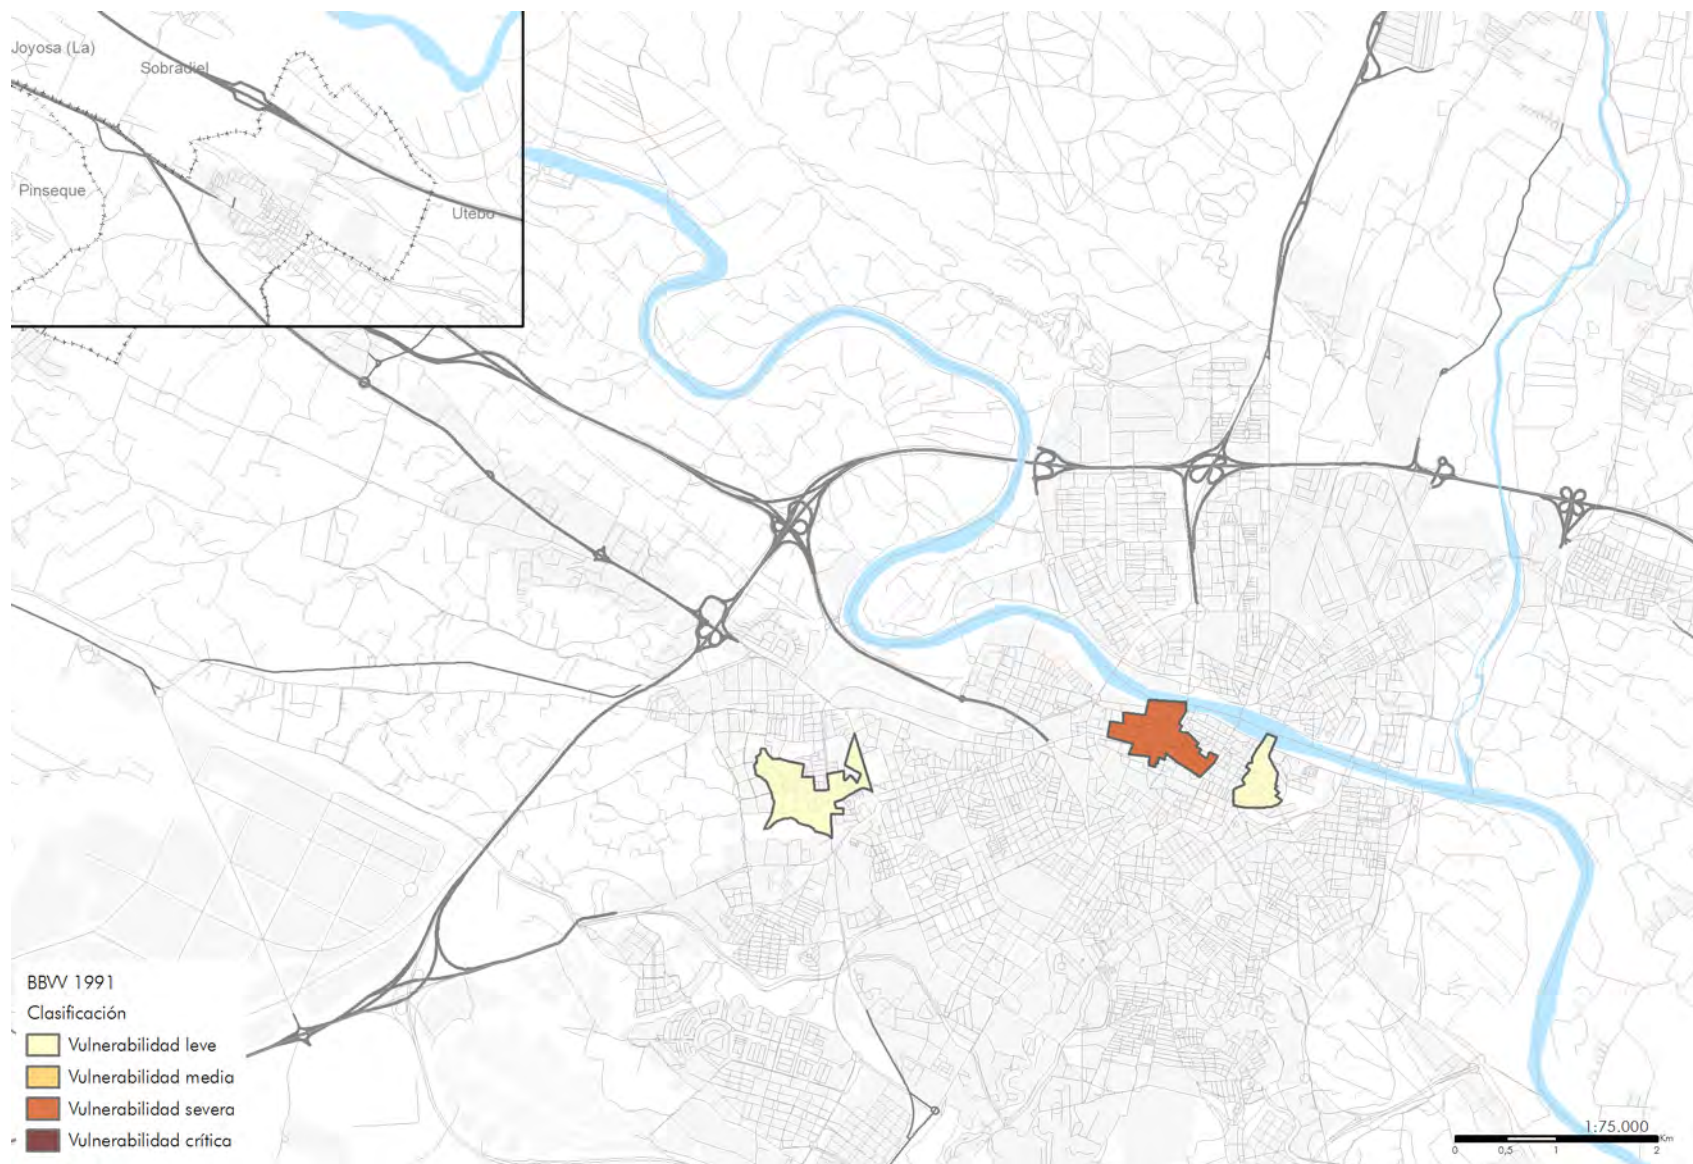 Joyosa (La)
Sobradiel
Pinseque
Utebo
BBVV 1991
Clasificación
Vulnerabilidad leve
Vulnerabilidad media
Vulnerabilidad severa
Vulnerabilidad crítica
1:75.000
Km
0 0,5 1 2